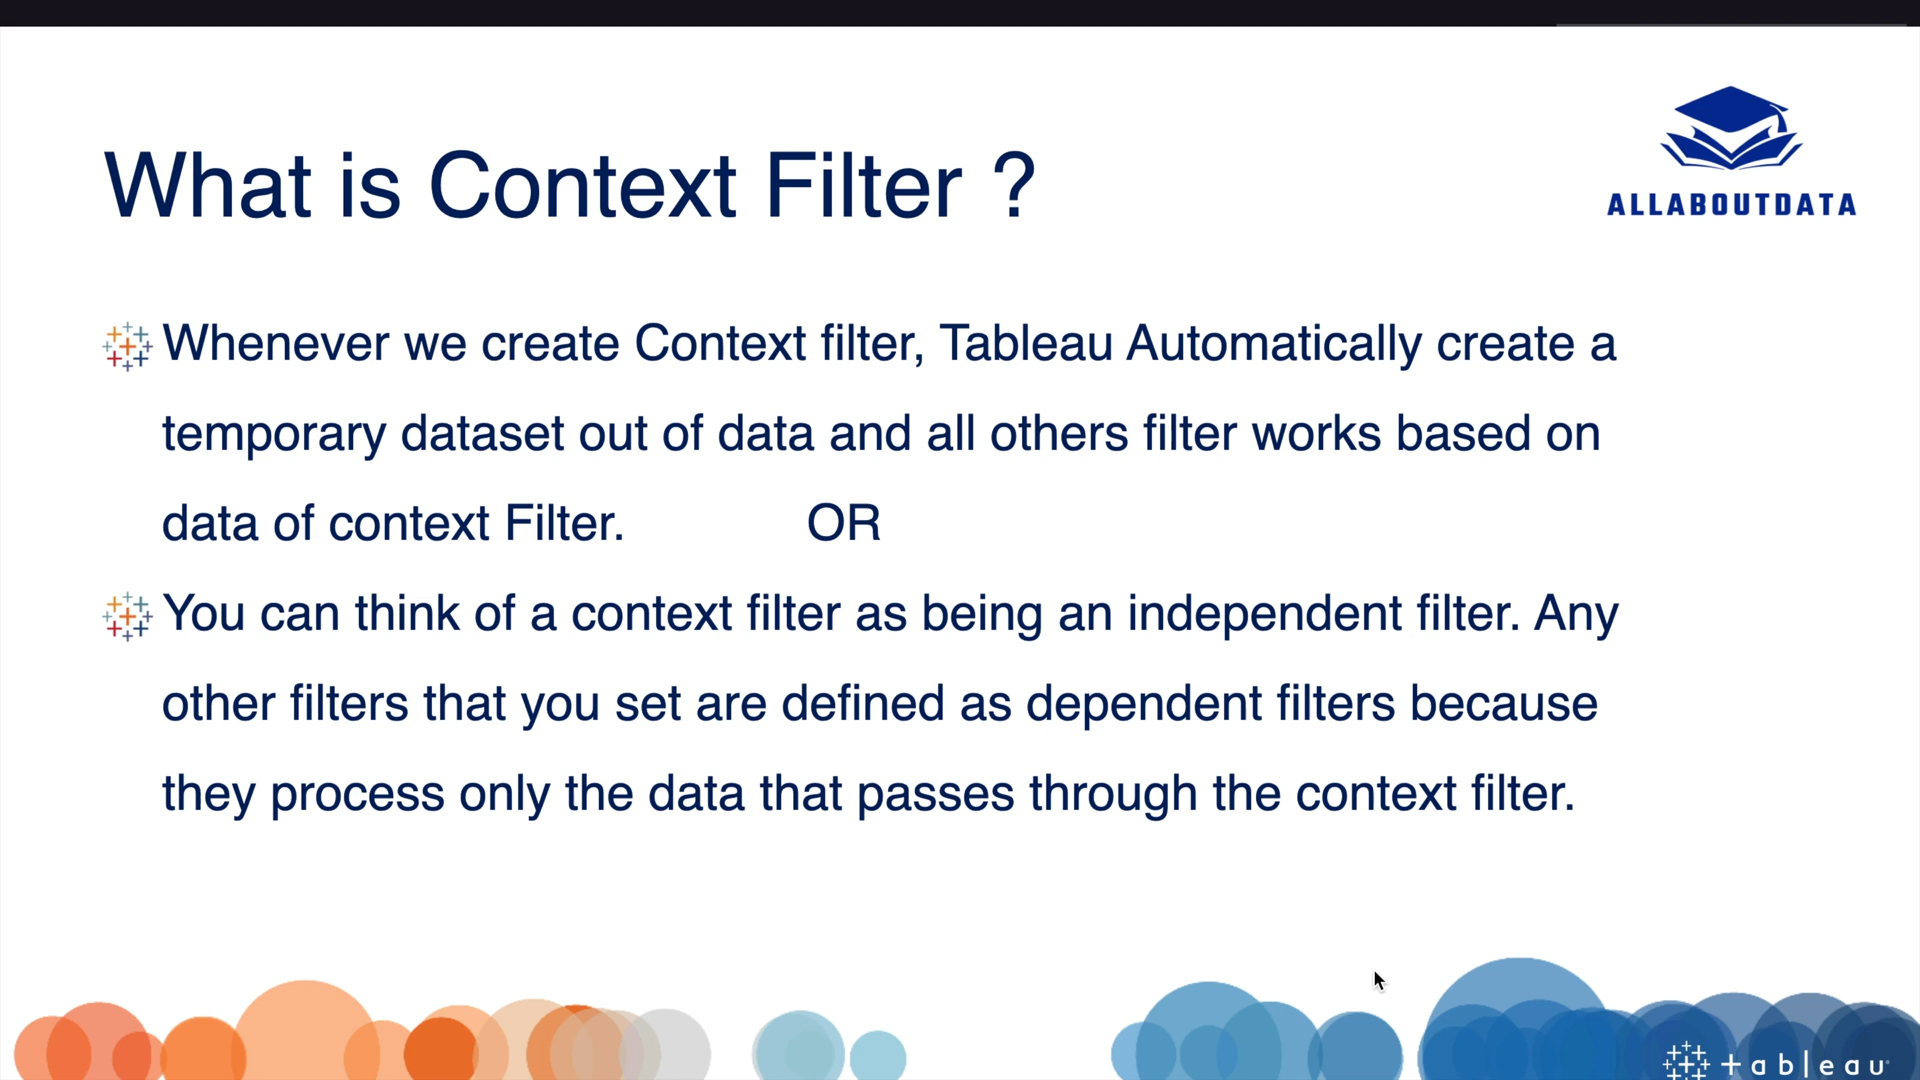 What is Context Filter ?
ALLABOUTDATA
Whenever we create Context filter, Tableau Automatically create a
temporary dataset out of data and all others filter works based on
data of context Filter. OR
You can think of a context filter as being an independent filter. Any
other filters that you set are defined as dependent filters because
they process only the data that passes through the context filter.
+ableau